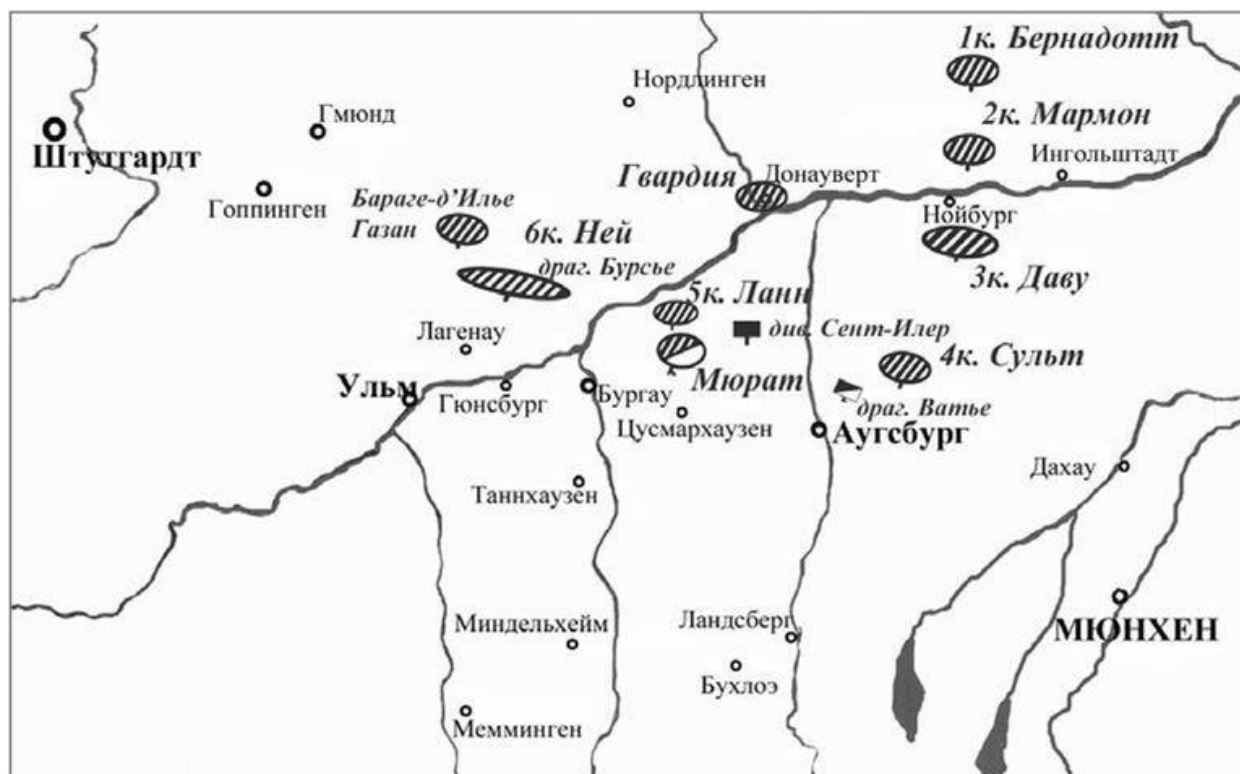 1к. Бернадотт
Нордлинген
Гмюнд
2к. Мармон
Штутгардт
Ингольштадт
Гвардия
Донауверт
Гоппинген
Бараге-д’Илье
Газан
Нойбург
6к. Ней
драг. Бурсье
3к. Даву
5к. Ланн
див. Сент-Илер
Лагенау
4к. Сульт
Ульм
Мюрат
Гюнсбург
Бургау
драг. Ватье
Цусмархаузен
Аугсбург
Дахау
Таннхаузен
Миндельхейм
Ландсберг
МЮНХЕН
Бухлоэ
Мемминген